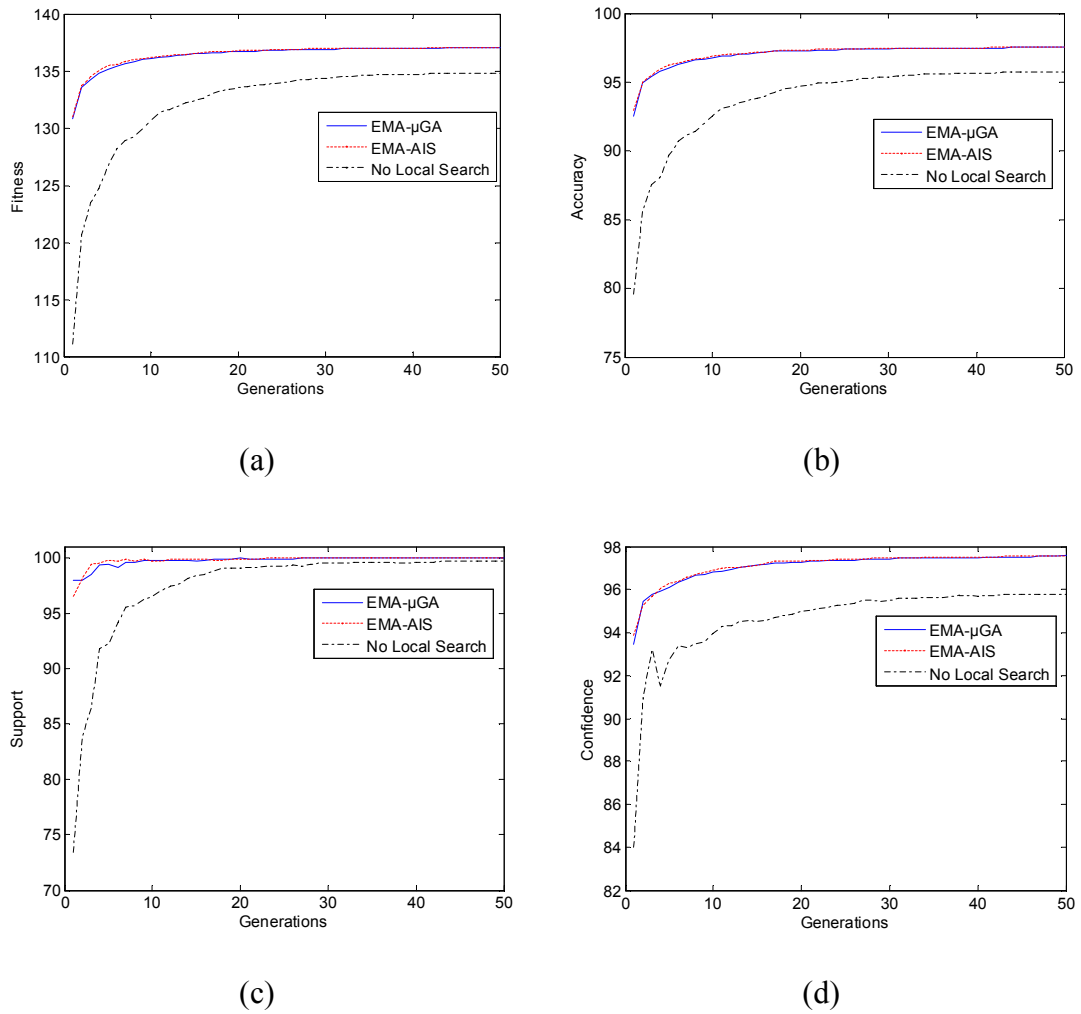 140
135
130
125
120
115
110
Fitness
EMA-µGA
EMA-AIS
No Local Search
0 10 20 30 40 50
Generations
(a)
100
95
90
85
80
75
Accuracy
EMA-µGA
EMA-AIS
No Local Search
0 10 20 30 40 50
Generations
(b)
100
95
100
85
80
75
70
Support
EMA-µGA
EMA-AIS
No Local Search
0 10 20 30 40 50
Generations
(c)
98
96
94
92
90
88
86
84
82
Confidence
EMA-µGA
EMA-AIS
No Local Search
0 10 20 30 40 50
Generations
(d)